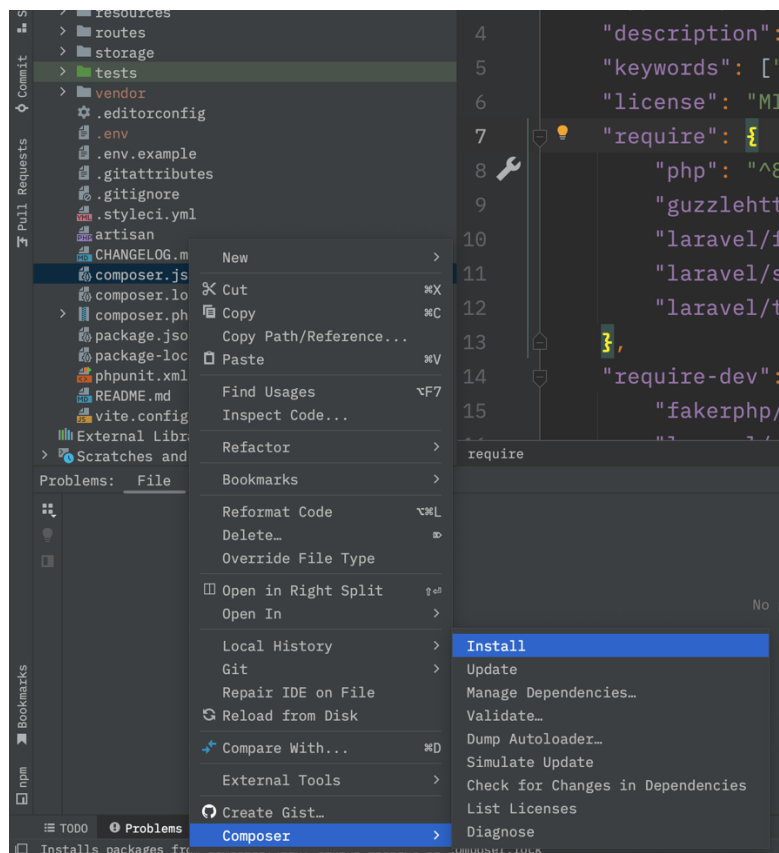 resources
routes
storage
tests
vendor
.editorconfig
.env
.env.example
.gitattributes
.gitignore
.styleci.yml
artisan
CHANGELOG.m
composer.js
composer.lo
composer.ph
package.jso
package-loc
phpunit.xml
README.md
vite.config
External Libr
Scratches and
Commit
Pull Requests
Bookmarks
npm
4 "description":
5 "keywords": ["
6 "license": "MI
7 "require": {
8 "php": "^8
9 "guzzlehtt
10 "laravel/f
11 "laravel/s
12 "laravel/t
13 },
14 "require-dev":
15 "fakerphp/
require
Problems: File
No
New
Cut ⌘X
Copy ⌘C
Copy Path/Reference...
Paste ⌘V
Find Usages ⌥F7
Inspect Code...
Refactor
Bookmarks
Reformat Code ⌥⌘L
Delete… ⌦
Override File Type
Open in Right Split ⇧⏎
Open In
Local History
Git
Repair IDE on File
Reload from Disk
Compare With... ⌘D
External Tools
Create Gist…
Composer
Install
Update
Manage Dependencies…
Validate…
Dump Autoloader…
Simulate Update
Check for Changes in Dependencies
List Licenses
Diagnose
TODO Problems
Installs packages fr